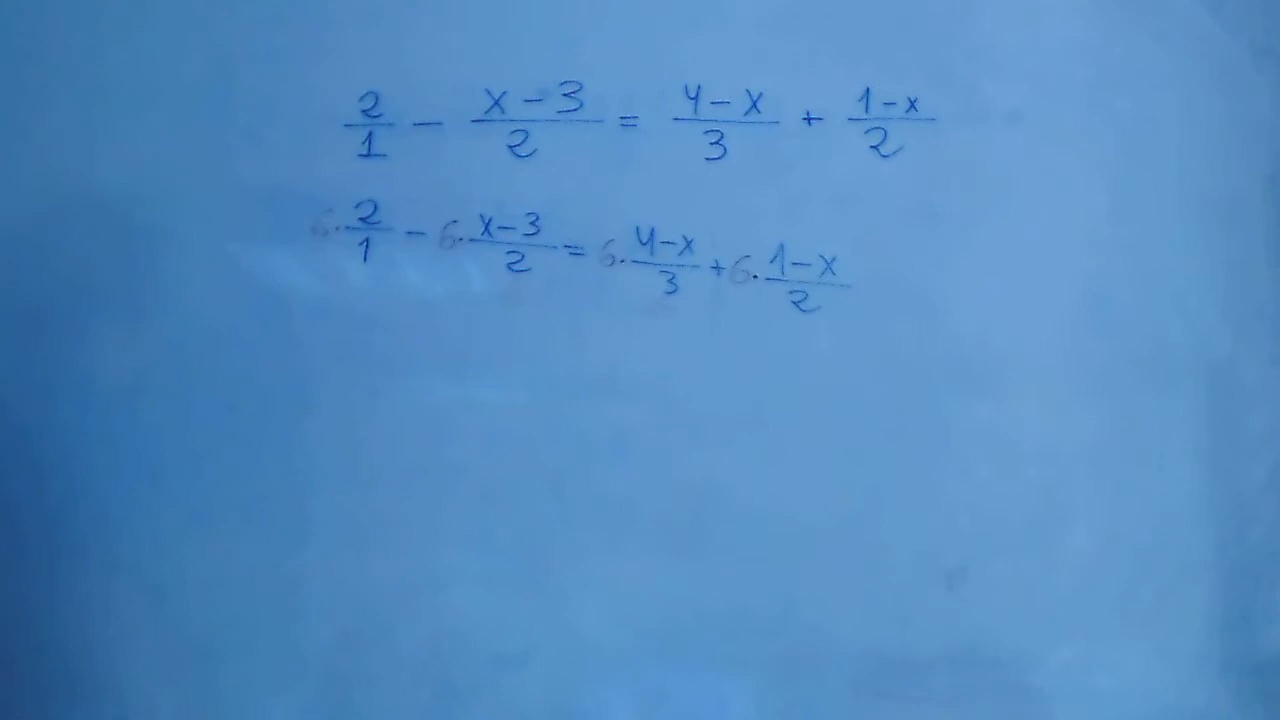 2/1 - (x-3)/2 = (4-x)/3 + (1-x)/2
6·2/1 - 6·(x-3)/2 = 6·(4-x)/3 + 6·(1-x)/2